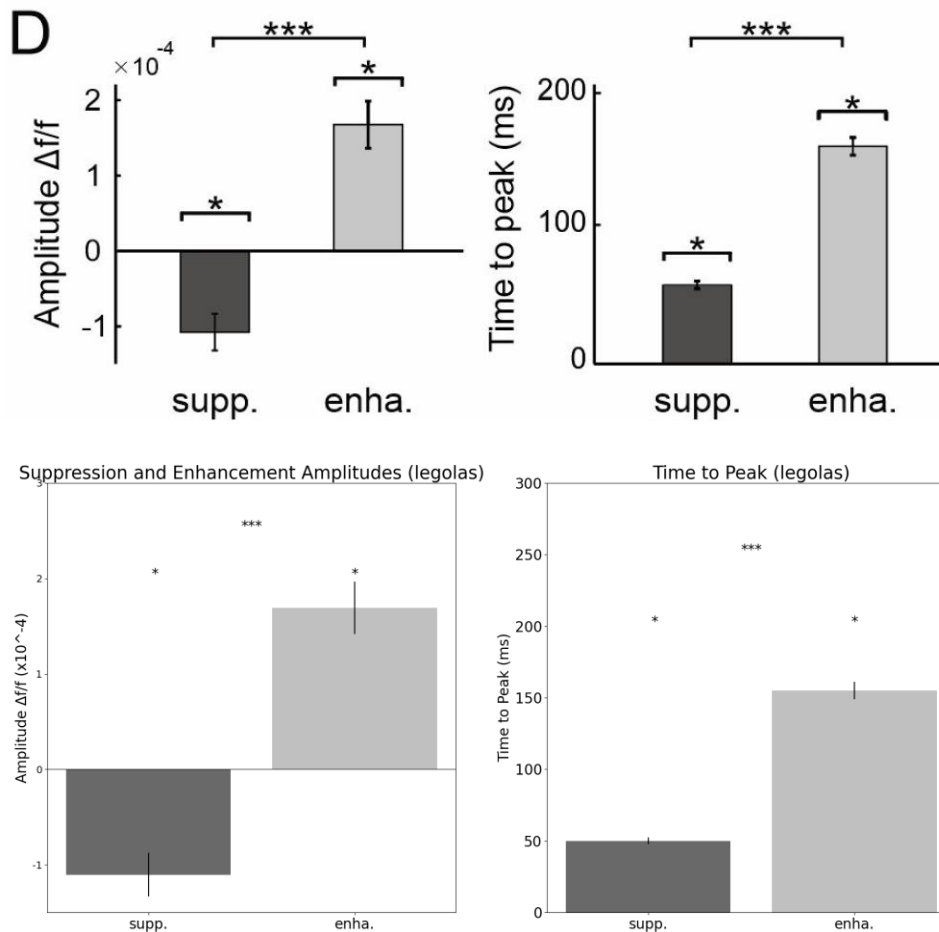 D
×10⁻⁴
***
*
*
2
0
-1
Amplitude Δf/f
supp.
enha.
***
*
*
200
100
0
Time to peak (ms)
supp.
enha.
Suppression and Enhancement Amplitudes (legolas)
3
2
1
0
-1
***
*
*
Amplitude Δf/f (x10^-4)
supp.
enha.
Time to Peak (legolas)
300
250
200
150
100
50
0
***
*
*
Time to Peak (ms)
supp.
enha.